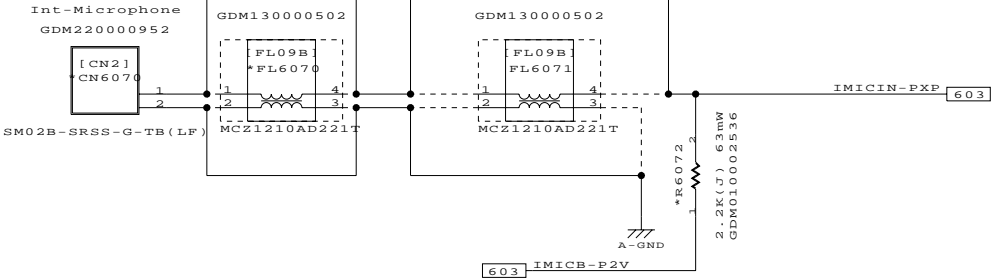 Int-Microphone
GDM220000952
[CN2]
*CN6070
1
2
SM02B-SRSS-G-TB(LF)
GDM130000502
[FL09B]
*FL6070
1
2
4
3
MCZ1210AD221T
GDM130000502
[FL09B]
FL6071
1
2
4
3
MCZ1210AD221T
IMICIN-PXP
603
*R6072
2
1
2.2K(J) 63mW
GDM010002536
A-GND
603
IMICB-P2V